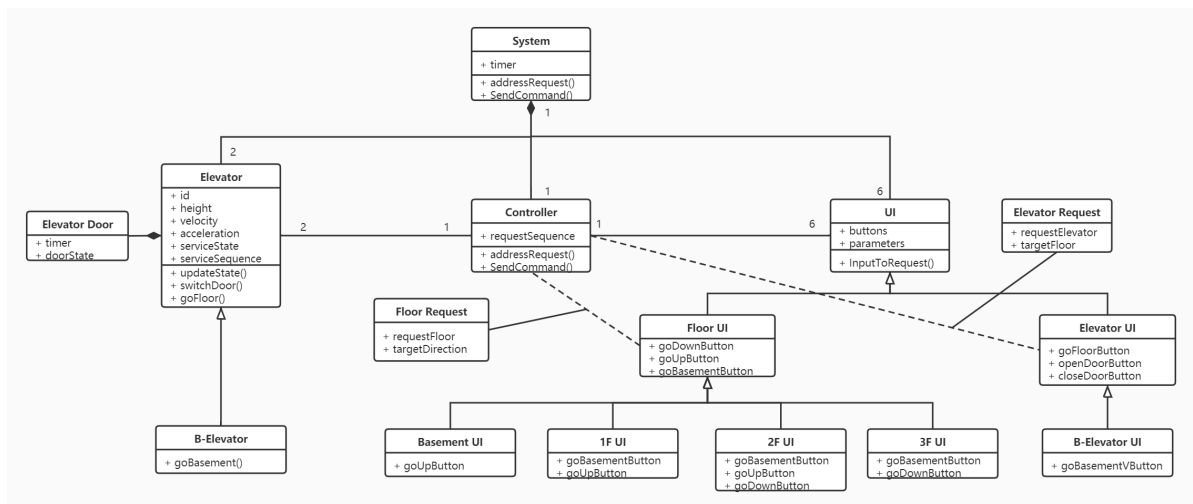 System
+ timer
+ addressRequest()
+ SendCommand()
1
2
1
6
Elevator
+ id
+ height
+ velocity
+ acceleration
+ serviceState
+ serviceSequence
+ updateState()
+ switchDoor()
+ goFloor()
Elevator Door
+ timer
+ doorState
2
1
Controller
+ requestSequence
+ addressRequest()
+ SendCommand()
1
6
UI
+ buttons
+ parameters
+ InputToRequest()
Elevator Request
+ requestElevator
+ targetFloor
Floor Request
+ requestFloor
+ targetDirection
Floor UI
+ goDownButton
+ goUpButton
+ goBasementButton
Elevator UI
+ goFloorButton
+ openDoorButton
+ closeDoorButton
B-Elevator
+ goBasement()
Basement UI
+ goUpButton
1F UI
+ goBasementButton
+ goUpButton
2F UI
+ goBasementButton
+ goUpButton
+ goDownButton
3F UI
+ goBasementButton
+ goDownButton
B-Elevator UI
+ goBasementVButton